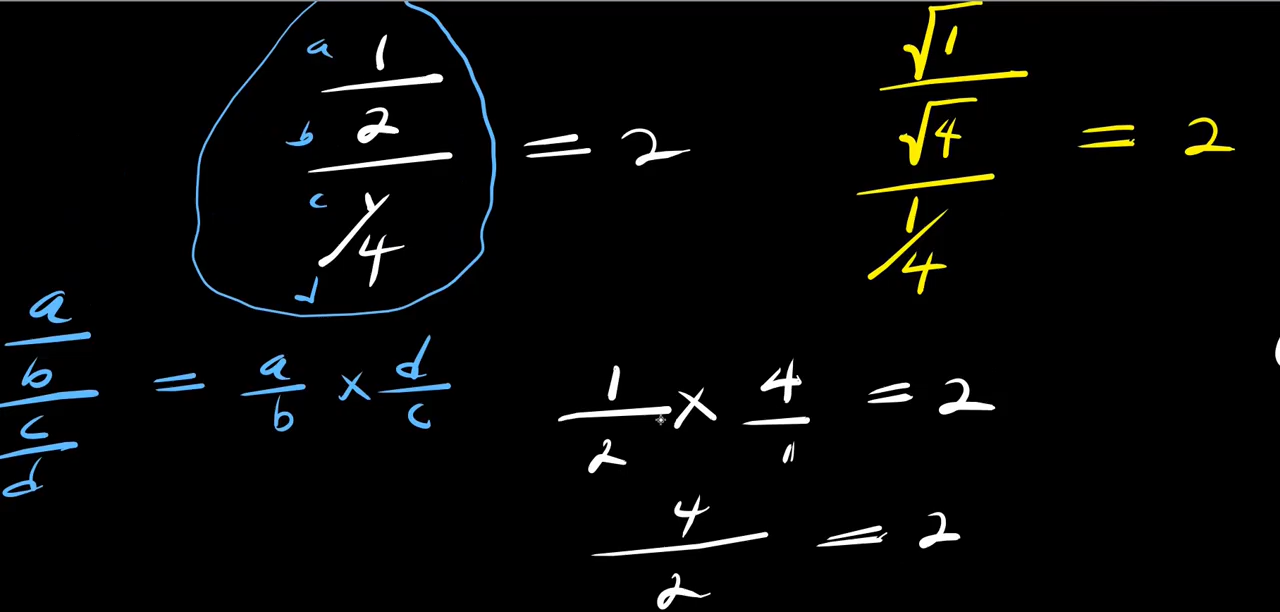 a 1
b 2 = 2
c 1/4
d
√1
√4 = 2
1/4
a
b = a/b × d/c
c
d
1/2 × 4/1 = 2
4/2 = 2